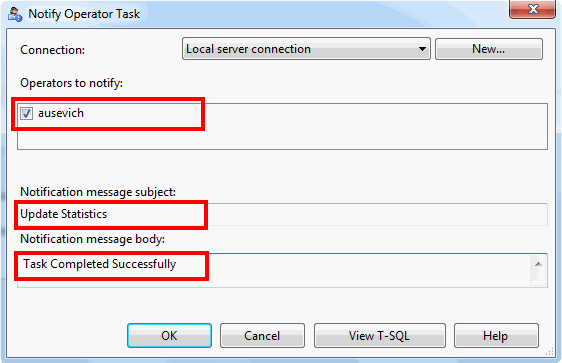 Notify Operator Task
Connection:
Local server connection
New...
Operators to notify:
ausevich
Notification message subject:
Update Statistics
Notification message body:
Task Completed Successfully
OK
Cancel
View T-SQL
Help